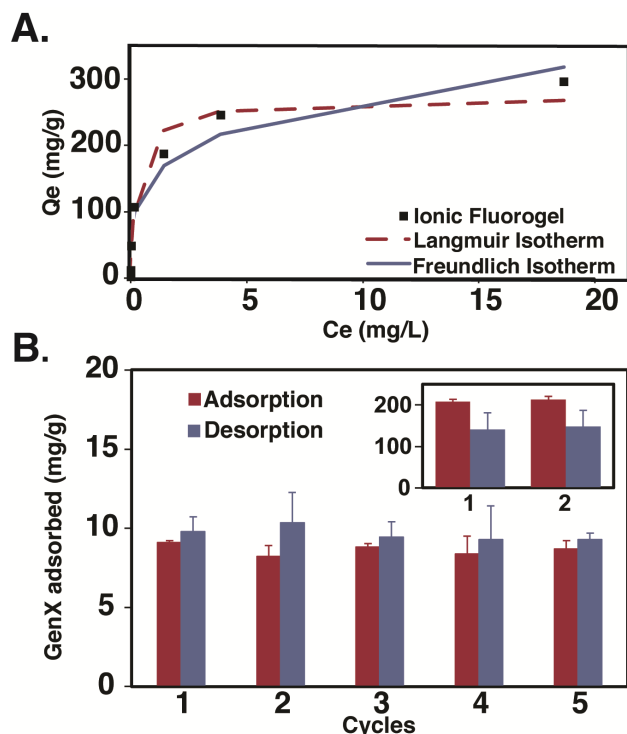 A.
Qe (mg/g)
300
200
100
0
Ionic Fluorogel
Langmuir Isotherm
Freundlich Isotherm
0 5 10 15 20
Ce (mg/L)
B.
GenX adsorbed (mg/g)
20
15
10
5
0
Adsorption
Desorption
200
100
0
1 2
1 2 3 4 5
Cycles